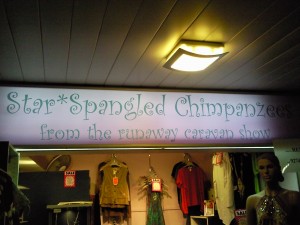 Star*Spangled Chimpanzees
from the runaway caravan show